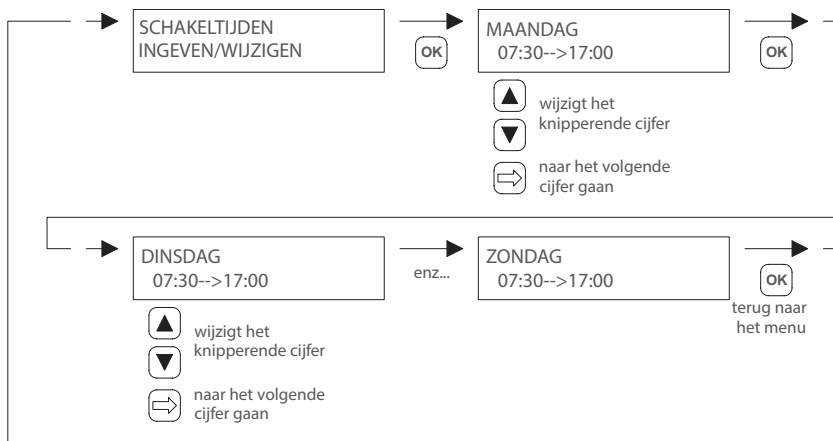 SCHAKELTIJDEN
INGEVEN/WIJZIGEN
OK
MAANDAG
07:30-->17:00
OK
wijzigt het
knipperende cijfer
naar het volgende
cijfer gaan
DINSDAG
07:30-->17:00
enz...
ZONDAG
07:30-->17:00
OK
terug naar
het menu
wijzigt het
knipperende cijfer
naar het volgende
cijfer gaan